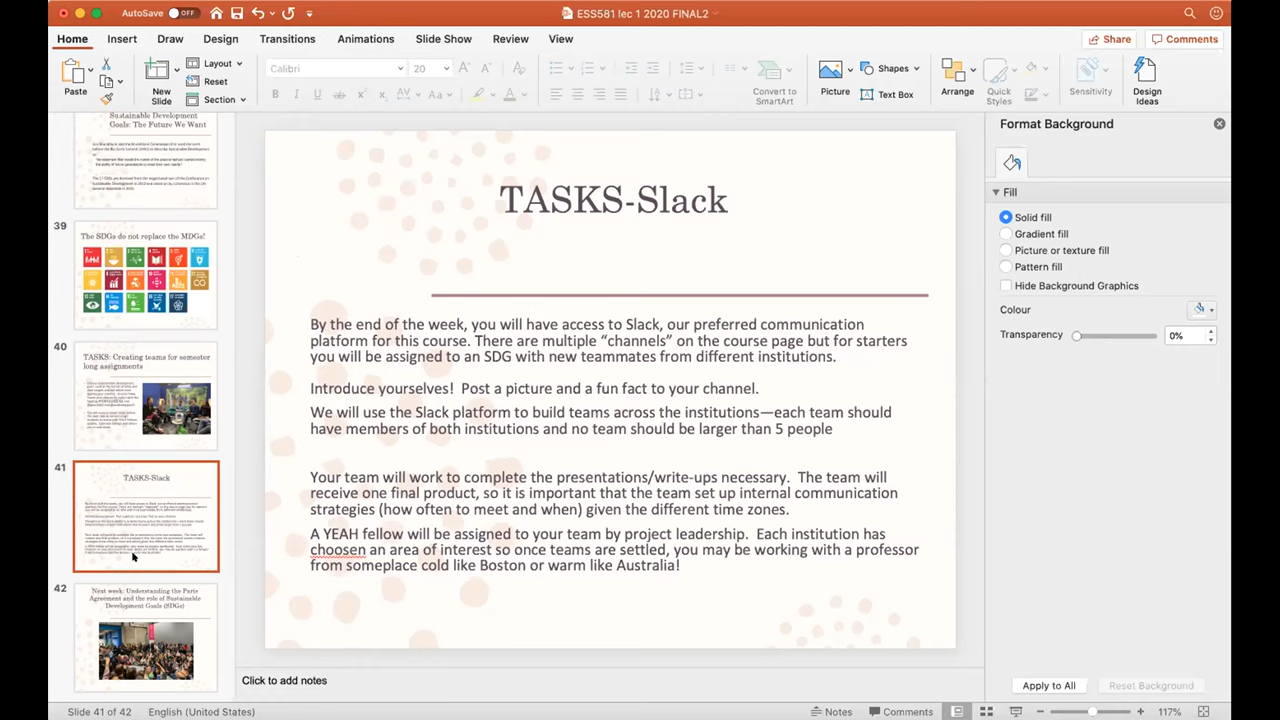 AutoSave OFF
ESS581 lec 1 2020 FINAL2
Home Insert Draw Design Transitions Animations Slide Show Review View
Share Comments
Paste
New Slide
Layout
Reset
Section
Calibri 20
Convert to SmartArt
Picture
Shapes
Text Box
Arrange
Quick Styles
Sensitivity
Design Ideas
Sustainable Development
Goals: The Future We Want
39
The SDGs do not replace the MDGs!
40
TASKS: Creating teams for semester
long assignments
41
TASKS-Slack
42
Next week: Understanding the Paris
Agreement and the role of Sustainable
Development Goals (SDGs)
TASKS-Slack
By the end of the week, you will have access to Slack, our preferred communication
platform for this course. There are multiple “channels” on the course page but for starters
you will be assigned to an SDG with new teammates from different institutions.
Introduce yourselves! Post a picture and a fun fact to your channel.
We will use the Slack platform to build teams across the institutions—each team should
have members of both institutions and no team should be larger than 5 people
Your team will work to complete the presentations/write-ups necessary. The team will
receive one final product, so it is important that the team set up internal communication
strategies (how often to meet and when) given the different time zones.
A YEAH fellow will be assigned to your team by project leadership. Each institution has
choosen an area of interest so once teams are settled, you may be working with a professor
from someplace cold like Boston or warm like Australia!
Click to add notes
Format Background
Fill
Solid fill
Gradient fill
Picture or texture fill
Pattern fill
Hide Background Graphics
Colour
Transparency 0%
Apply to All Reset Background
Slide 41 of 42 English (United States)
Notes Comments 117%